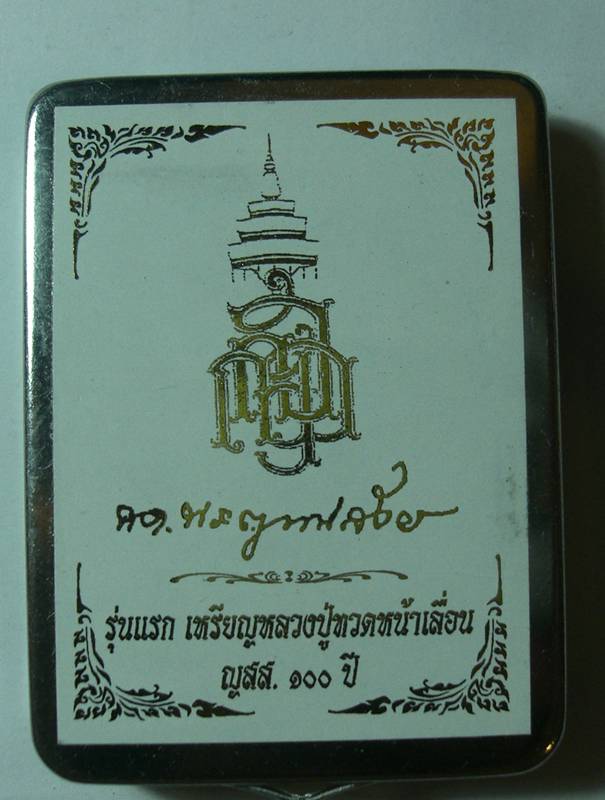 รุ่นแรก เหรียญหลวงปู่ทวดหน้าเลื่อน
ญสส. ๑๐๐ ปี